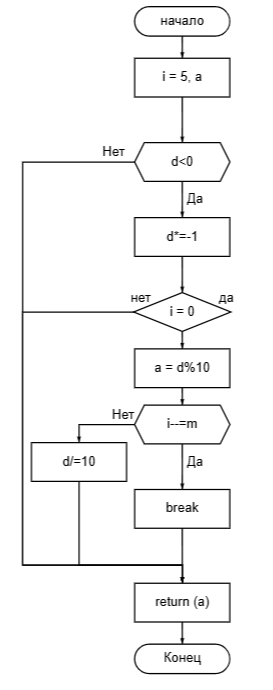 начало
i = 5, a
Нет
d<0
Да
d*=-1
нет
да
i = 0
a = d%10
Нет
i--=m
d/=10
Да
break
return (a)
Конец